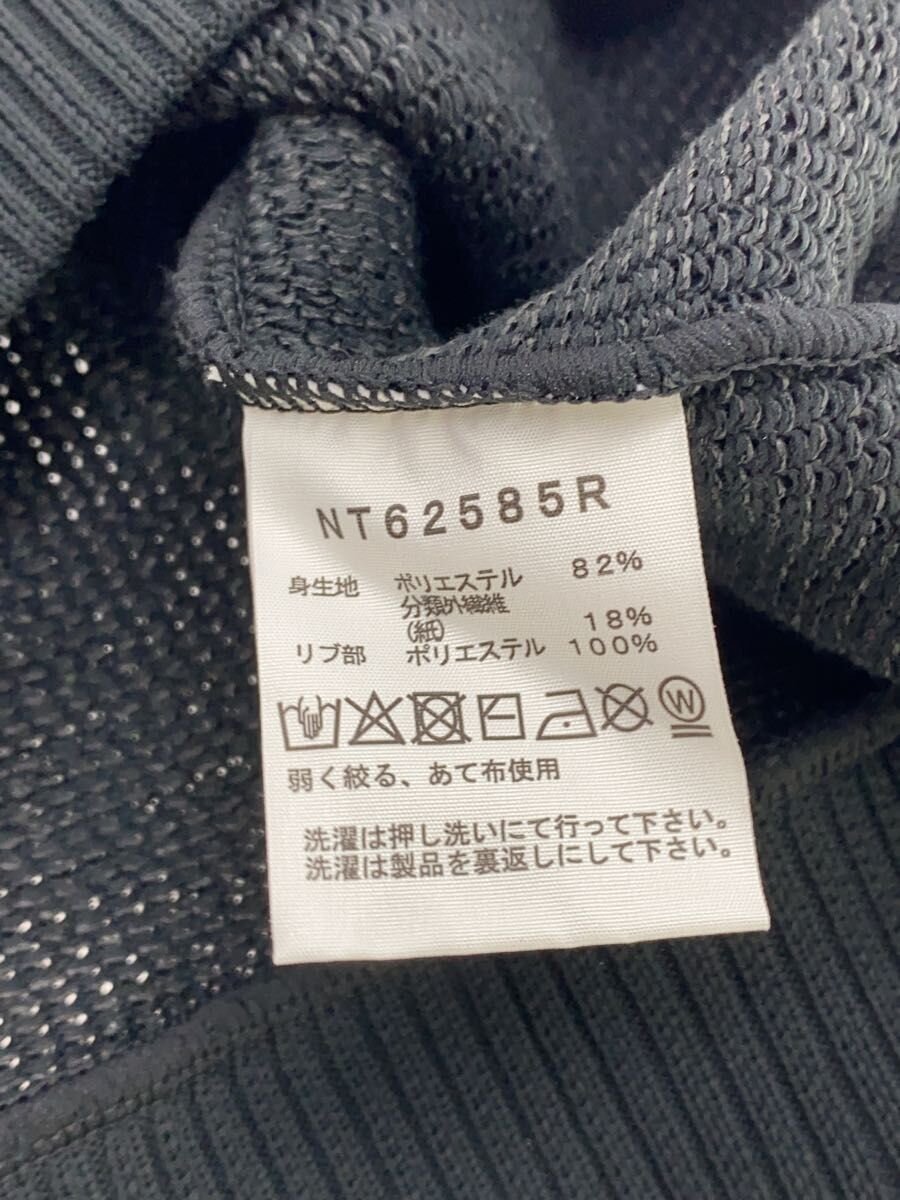 NT62585R
身生地 ポリエステル 82%
分類外繊維
(紙) 18%
リブ部 ポリエステル 100%
W
弱く絞る、あて布使用
洗濯は押し洗いにて行って下さい。
洗濯は製品を裏返しにして下さい。